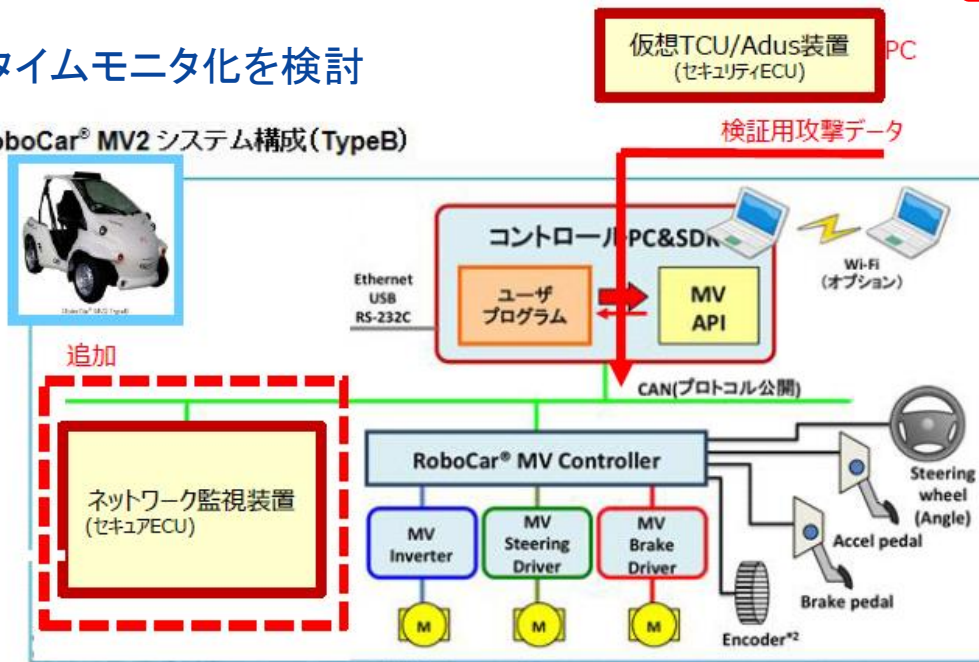 タイムモニタ化を検討
仮想TCU/Adus装置
(セキュリティECU)
PC
検証用攻撃データ
boCar® MV2 システム構成(TypeB)
コントロール PC&SDK
Ethernet
USB
RS-232C
ユーザ
プログラム
MV
API
Wi-Fi
(オプション)
追加
CAN(プロトコル公開)
ネットワーク監視装置
(セキュアECU)
RoboCar® MV Controller
MV
Inverter
MV
Steering
Driver
MV
Brake
Driver
M
M
M
Steering
wheel
(Angle)
Accel pedal
Brake pedal
Encoder*2